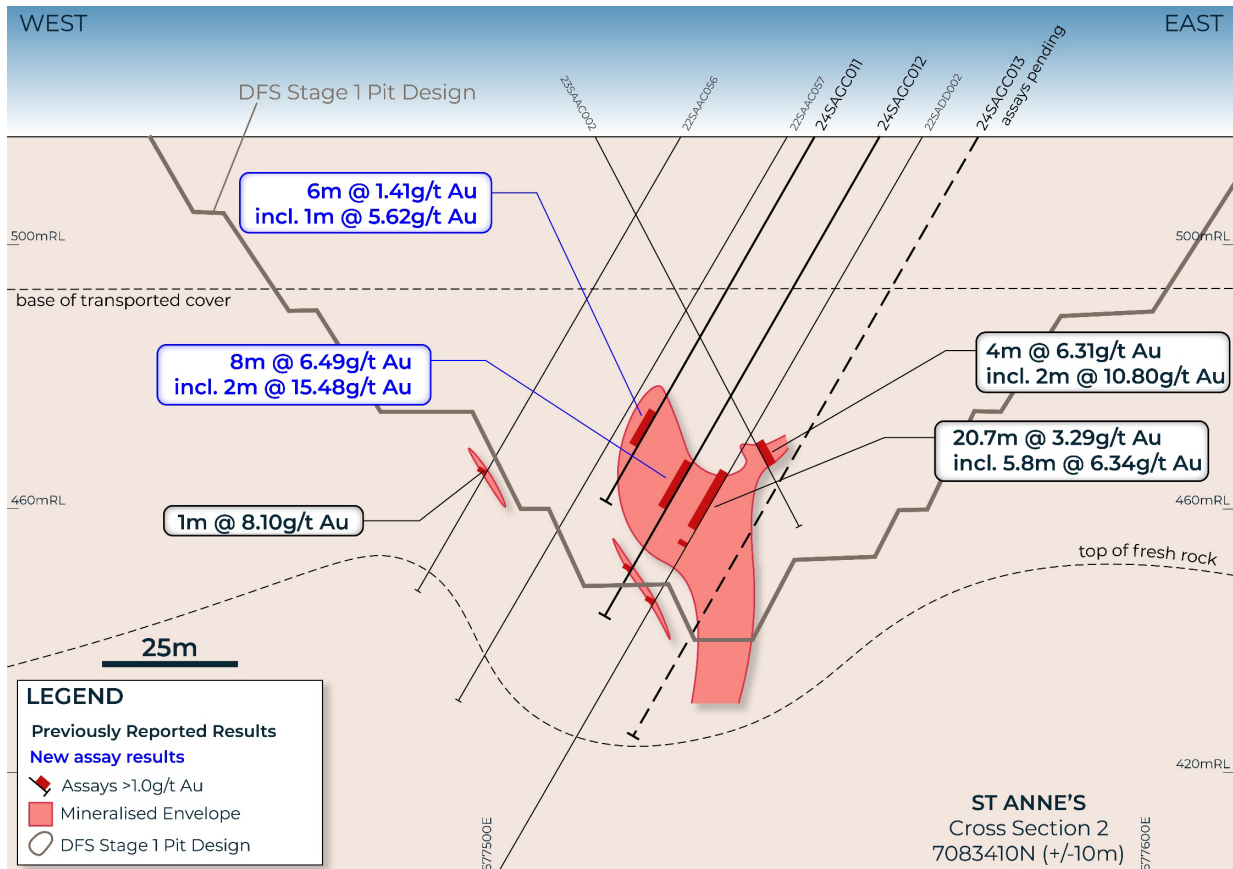 WEST
EAST
DFS Stage 1 Pit Design
23SAAC002
22SAAC056
22SAAC057
24SAGC011
24SAGC012
22SADD002
24SAGC013
assays pending
6m @ 1.41g/t Au
incl. 1m @ 5.62g/t Au
500mRL
500mRL
base of transported cover
8m @ 6.49g/t Au
incl. 2m @ 15.48g/t Au
4m @ 6.31g/t Au
incl. 2m @ 10.80g/t Au
20.7m @ 3.29g/t Au
incl. 5.8m @ 6.34g/t Au
460mRL
460mRL
1m @ 8.10g/t Au
top of fresh rock
25m
LEGEND
Previously Reported Results
New assay results
Assays >1.0g/t Au
Mineralised Envelope
DFS Stage 1 Pit Design
420mRL
677500E
677600E
ST ANNE'S
Cross Section 2
7083410N (+/-10m)